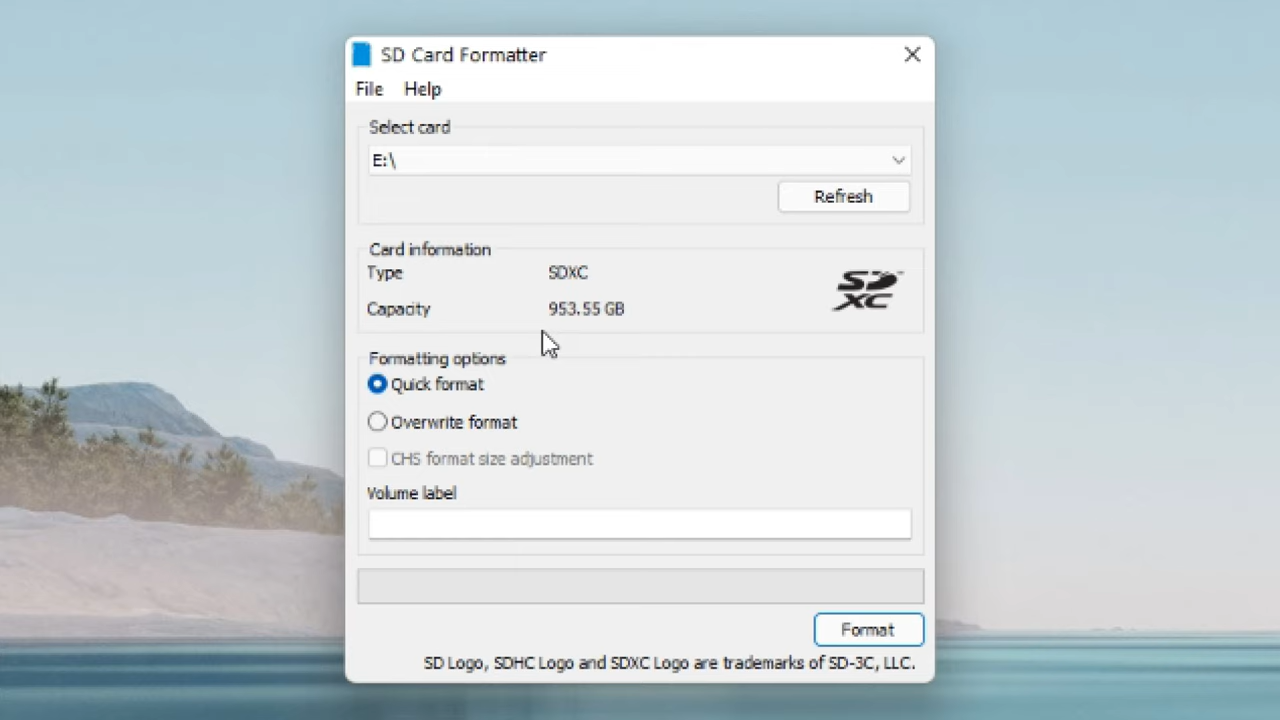 SD Card Formatter
File Help
Select card
E:\
Refresh
Card information
Type SDXC
Capacity 953.55 GB
SD XC
Formatting options
Quick format
Overwrite format
CHS format size adjustment
Volume label
Format
SD Logo, SDHC Logo and SDXC Logo are trademarks of SD-3C, LLC.